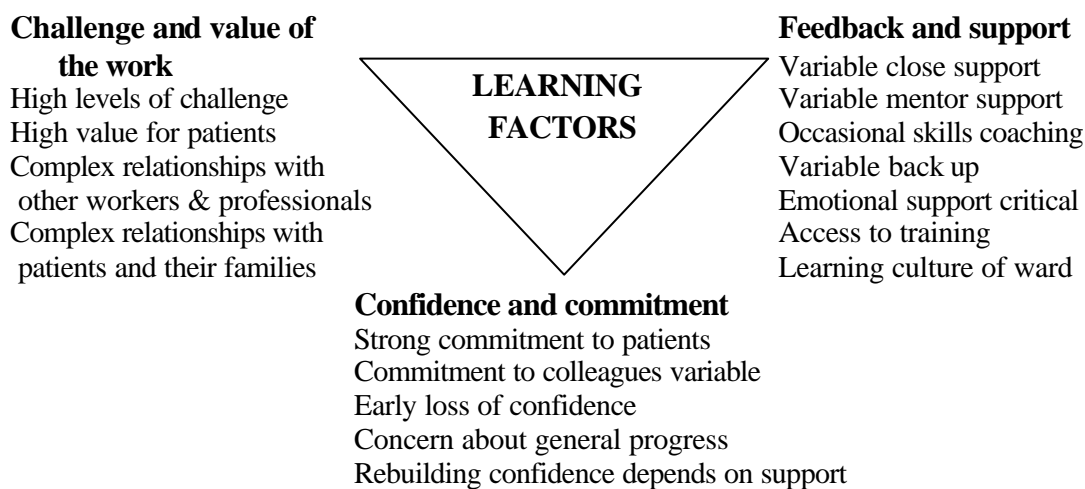 Challenge and value of
the work
High levels of challenge
High value for patients
Complex relationships with
other workers & professionals
Complex relationships with
patients and their families
LEARNING
FACTORS
Feedback and support
Variable close support
Variable mentor support
Occasional skills coaching
Variable back up
Emotional support critical
Access to training
Learning culture of ward
Confidence and commitment
Strong commitment to patients
Commitment to colleagues variable
Early loss of confidence
Concern about general progress
Rebuilding confidence depends on support